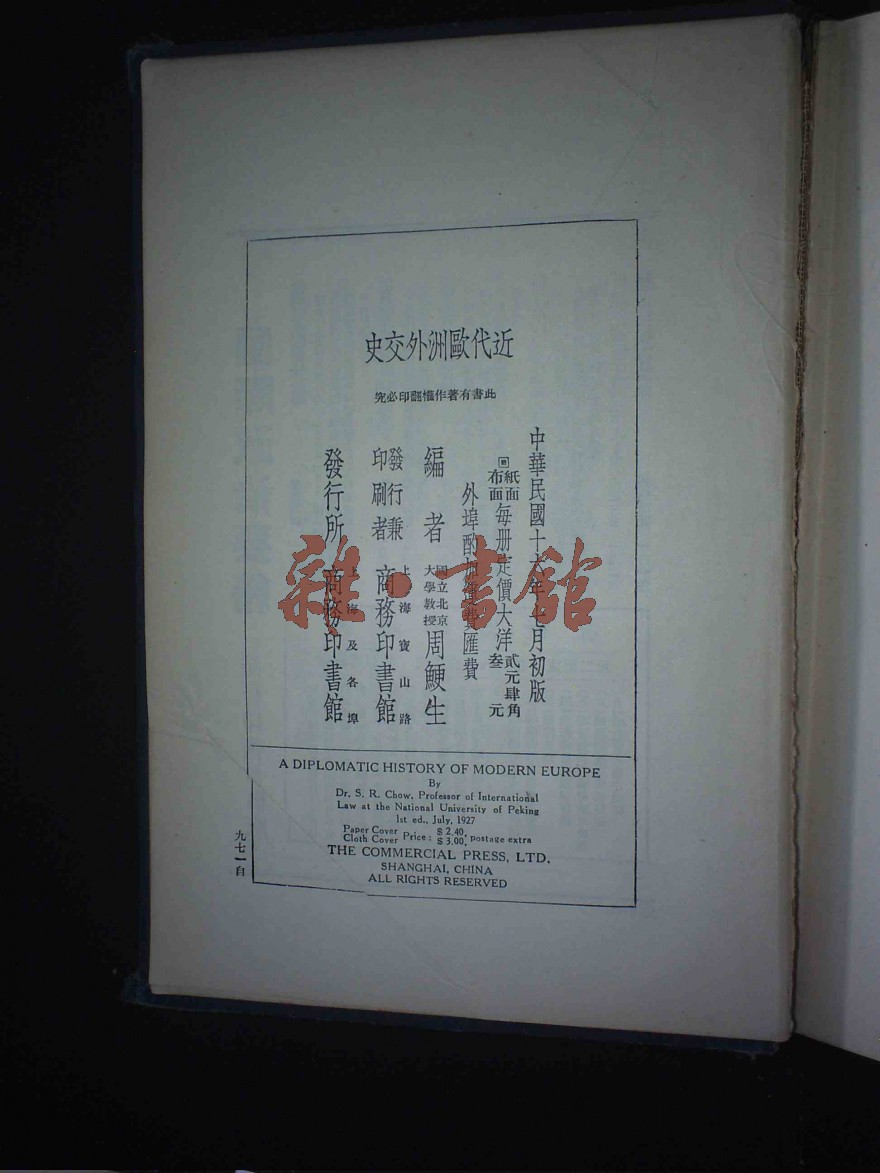 近代歐洲外交史
此書有著作權翻印必究
中華民國十六年七月初版
紙面
布面
每册定價大洋
貳元肆角
叁元
外埠酌加運費匯費
編者
國立北京
大學教授
周鯁生
發行兼
印刷者
上海寶山路
商務印書館
發行所
上海及各埠
商務印書館
雜·書館
A DIPLOMATIC HISTORY OF MODERN EUROPE
By
Dr. S. R. Chow, Professor of International
Law at the National University of Peking
1st ed., July, 1927
Paper Cover
Cloth Cover
Price:
$ 2.40,
$ 3.00,
postage extra
THE COMMERCIAL PRESS, LTD.
SHANGHAI, CHINA
ALL RIGHTS RESERVED
九七一自